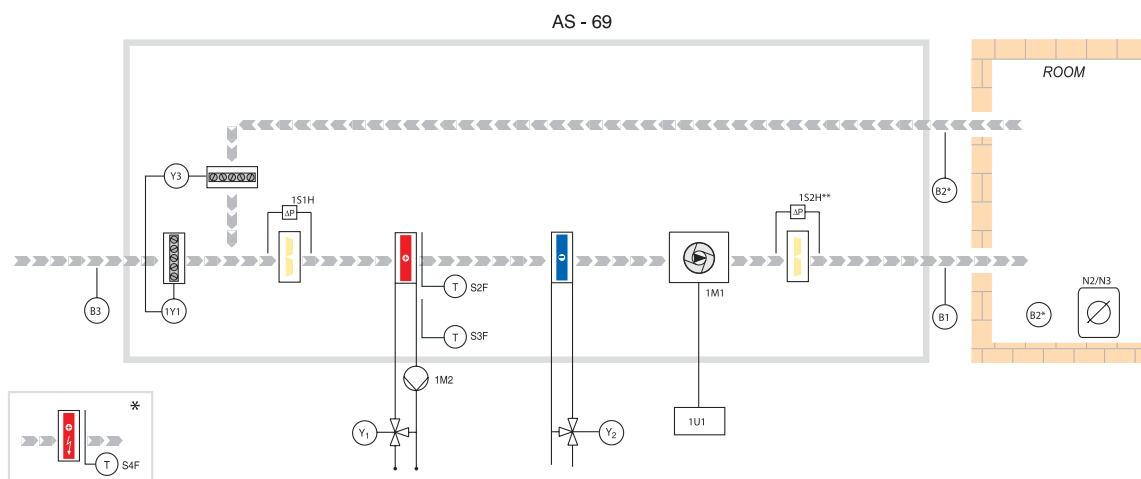 AS - 69
ROOM
Y3
B2*
1S1H
ΔP
1S2H**
ΔP
B3
1Y1
T S2F
T S3F
1M1
B1
B2*
N2/N3
1M2
Y1
Y2
1U1
*
T S4F